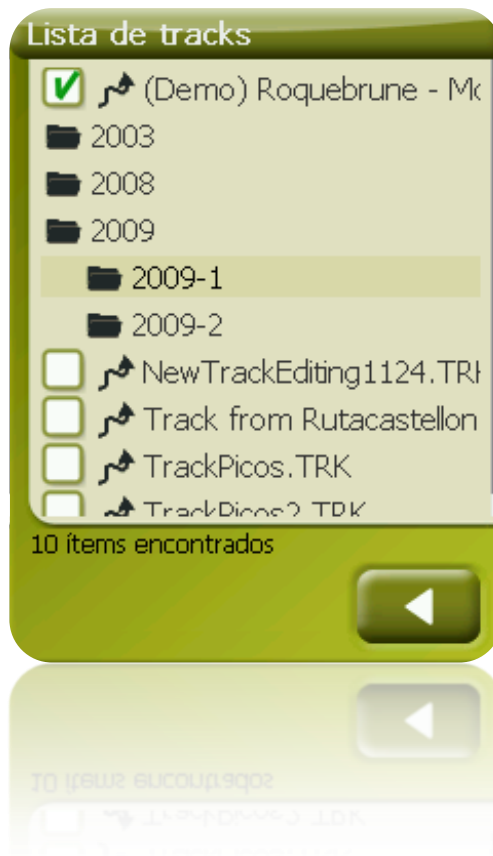 Lista de tracks
(Demo) Roquebrune - Mc
2003
2008
2009
2009-1
2009-2
NewTrackEditing1124.TRK
Track from Rutacastellon
TrackPicos.TRK
TrackPicos2.TRK
10 ítems encontrados